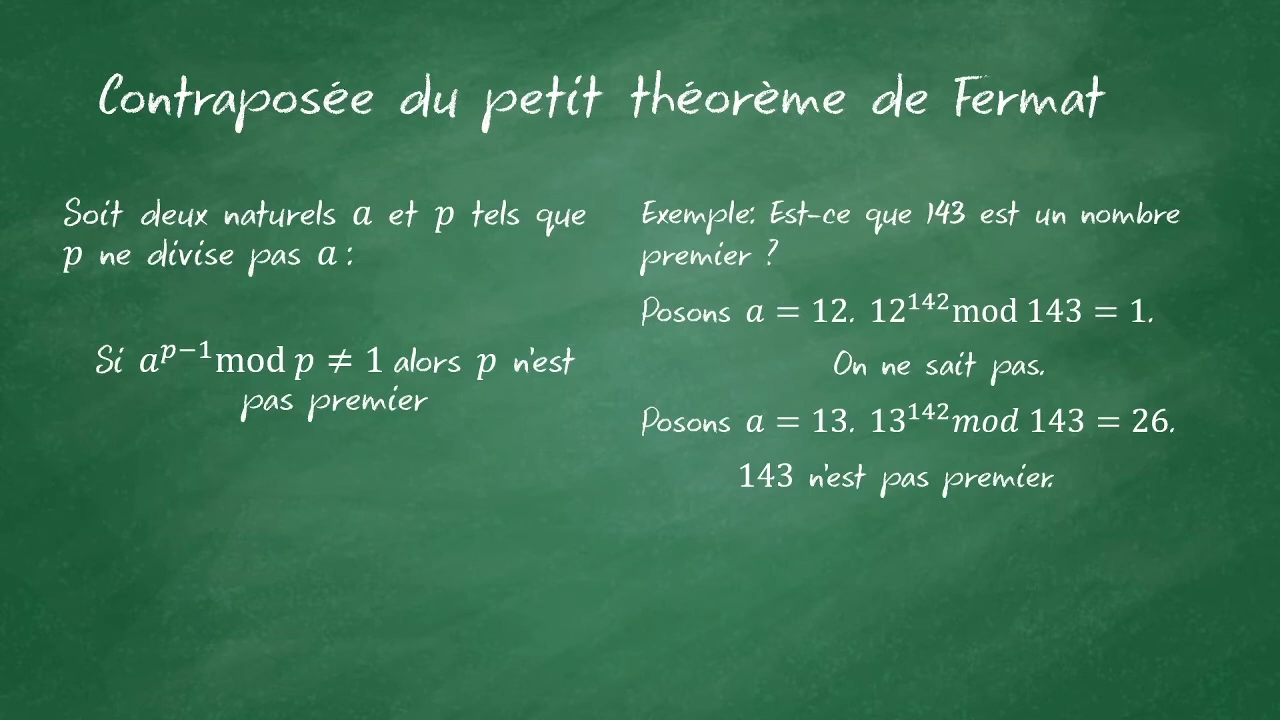 Contraposée du petit théorème de Fermat
Soit deux naturels a et p tels que
p ne divise pas a :
Si a^{p−1} mod p ≠ 1 alors p n'est
pas premier
Exemple: Est-ce que 143 est un nombre
premier ?
Posons a = 12. 12^{142} mod 143 = 1.
On ne sait pas.
Posons a = 13. 13^{142} mod 143 = 26.
143 n'est pas premier.